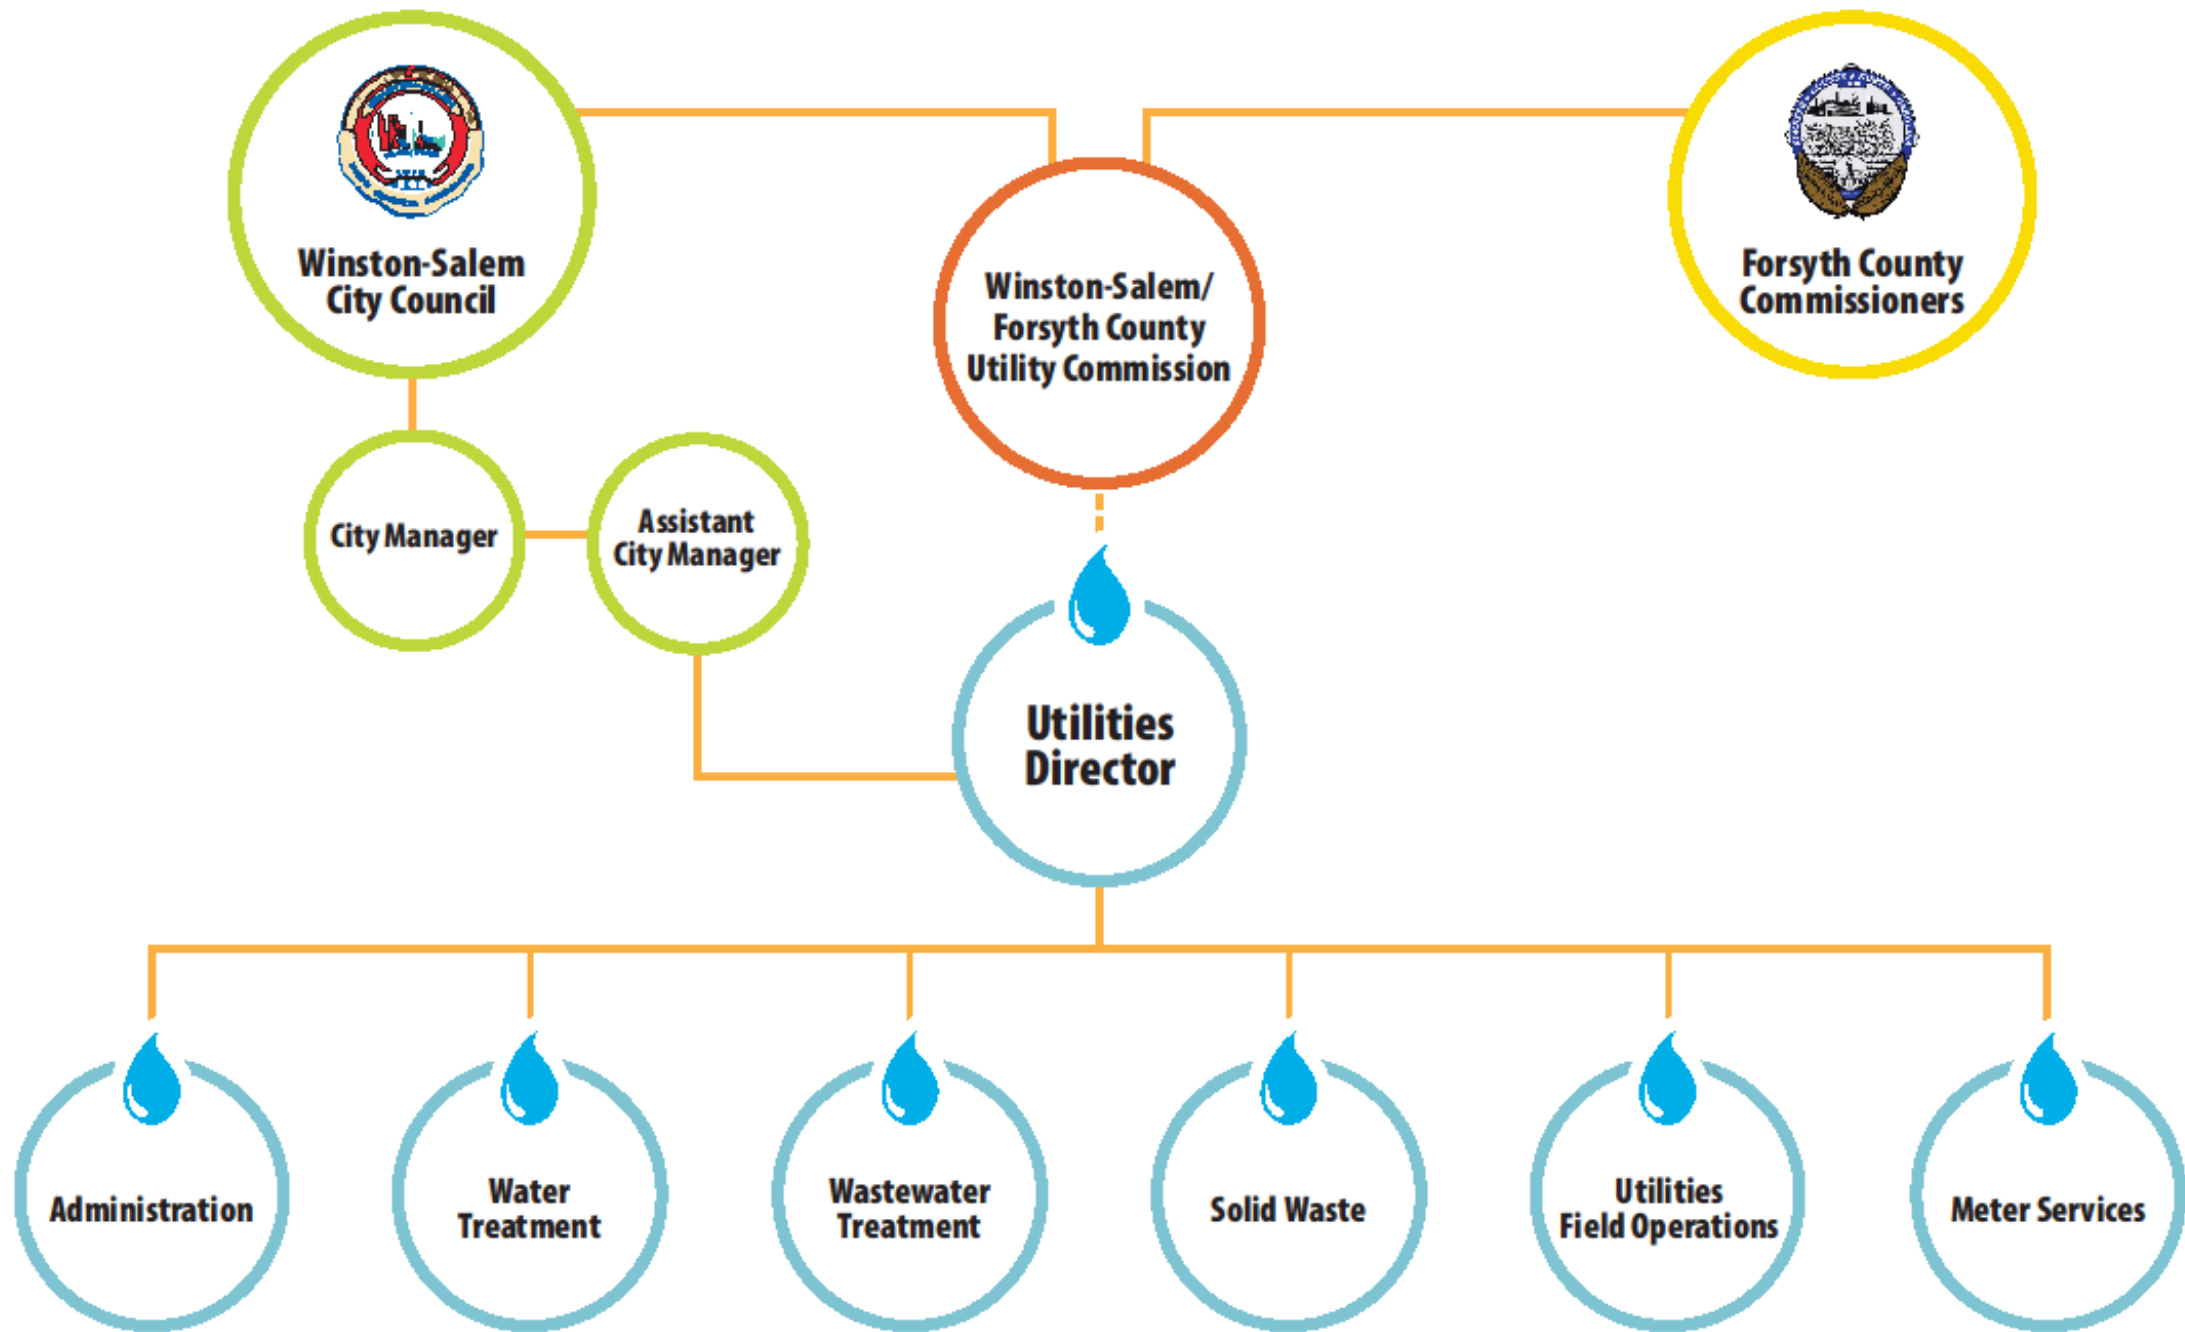 Winston-Salem
City Council
Winston-Salem/
Forsyth County
Utility Commission
Forsyth County
Commissioners
City Manager
Assistant
City Manager
Utilities
Director
Administration
Water
Treatment
Wastewater
Treatment
Solid Waste
Utilities
Field Operations
Meter Services